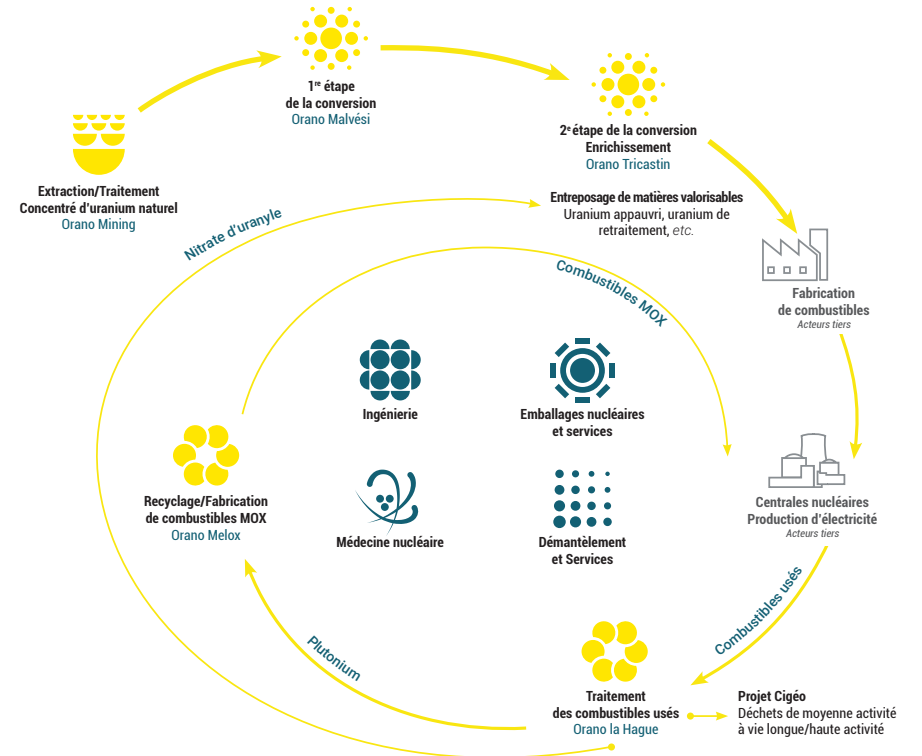 1re étape
de la conversion
Orano Malvési
2e étape de la conversion
Enrichissement
Orano Tricastin
Extraction/Traitement
Concentré d'uranium naturel
Orano Mining
Entreposage de matières valorisables
Uranium appauvri, uranium de
retraitement, etc.
Nitrate d'uranyle
Combustibles MOX
Fabrication
de combustibles
Acteurs tiers
Ingénierie
Emballages nucléaires
et services
Recyclage/Fabrication
de combustibles MOX
Orano Melox
Centrales nucléaires
Production d'électricité
Acteurs tiers
Médecine nucléaire
Démantèlement
et Services
Combustibles usés
Plutonium
Traitement
des combustibles usés
Orano la Hague
Projet Cigéo
Déchets de moyenne activité
à vie longue/haute activité